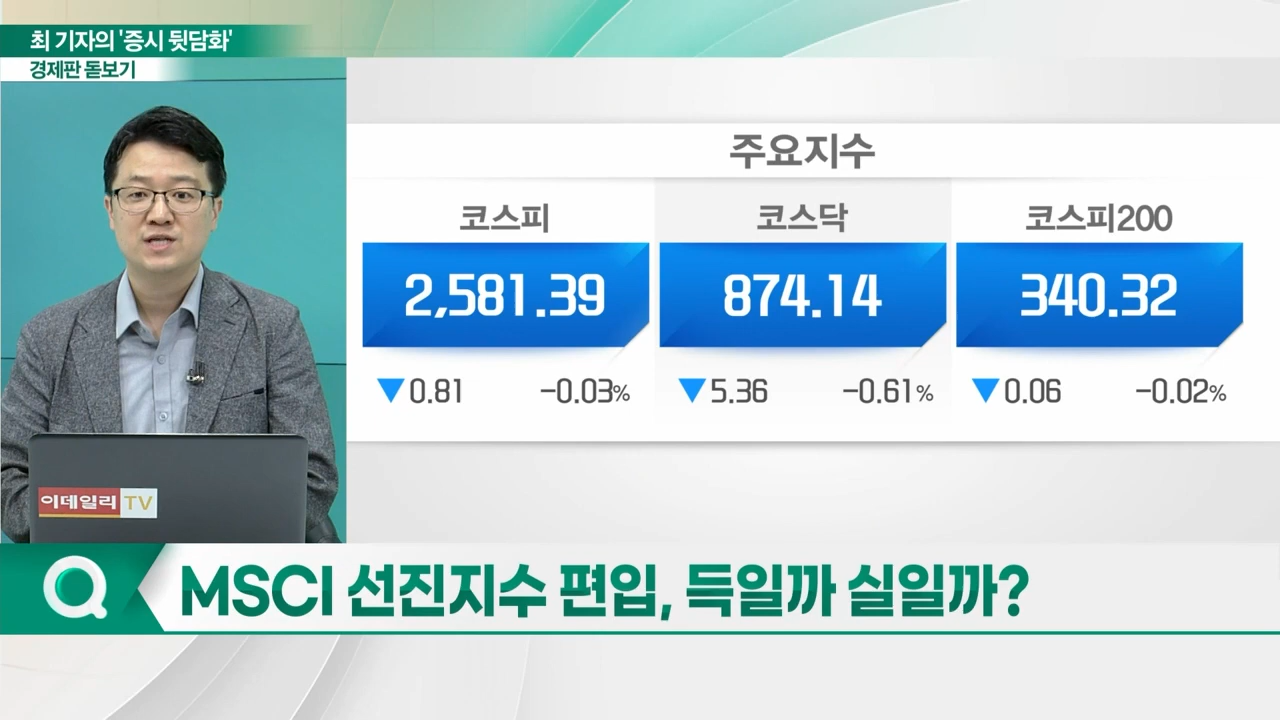 최 기자의 '증시 뒷담화'
경제판 돋보기
주요지수
코스피 코스닥 코스피200
2,581.39 874.14 340.32
▼0.81 -0.03% ▼5.36 -0.61% ▼0.06 -0.02%
이데일리 TV
MSCI 선진지수 편입, 득일까 실일까?